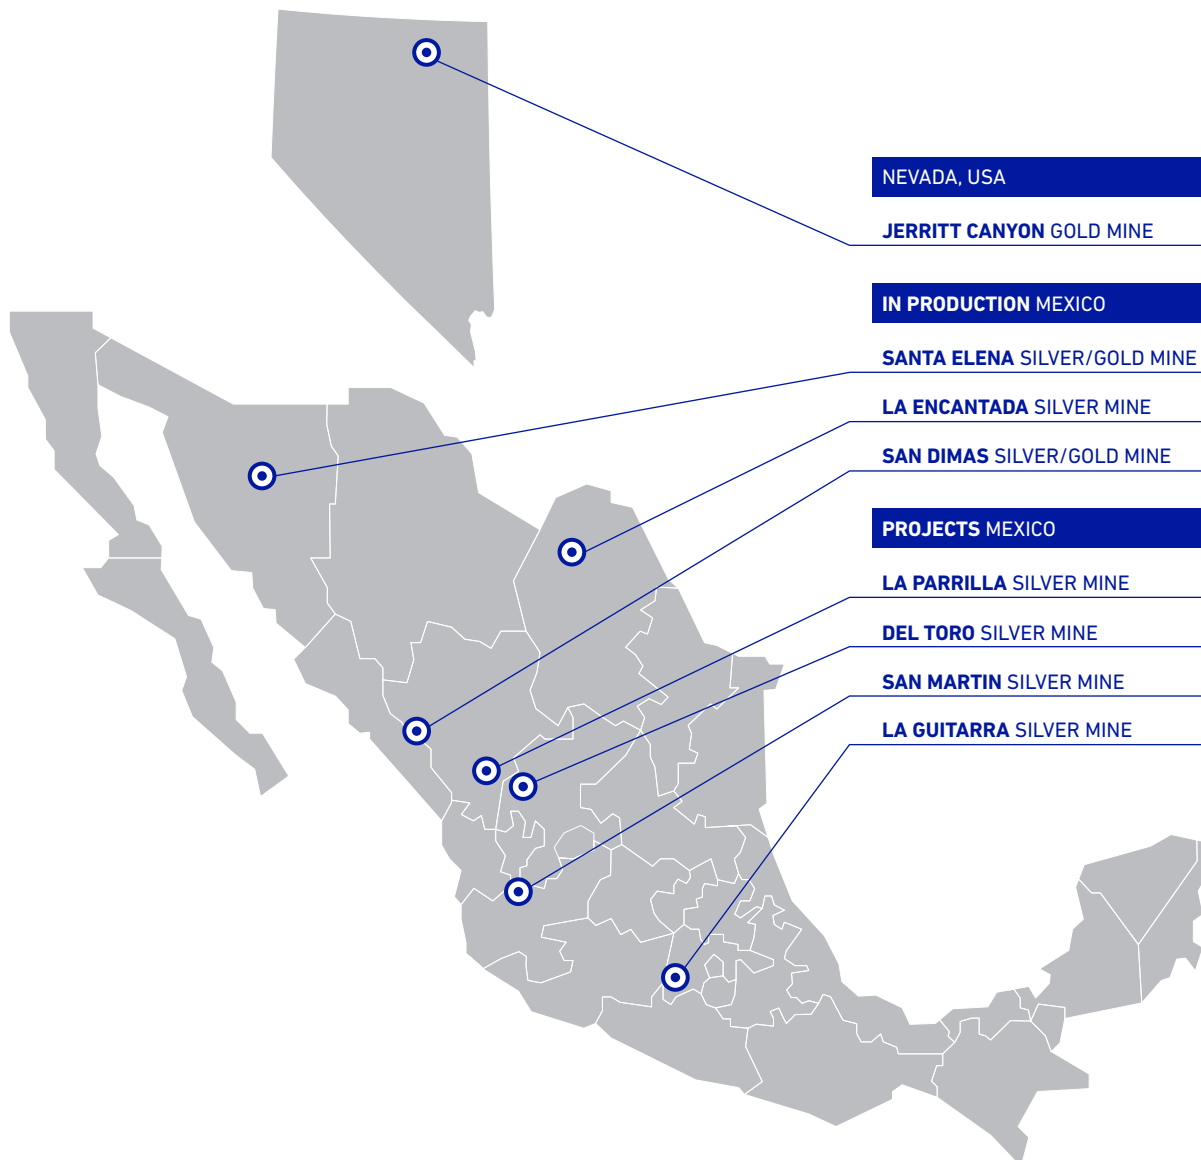 NEVADA, USA
JERRITT CANYON GOLD MINE
IN PRODUCTION MEXICO
SANTA ELENA SILVER/GOLD MINE
LA ENCANTADA SILVER MINE
SAN DIMAS SILVER/GOLD MINE
PROJECTS MEXICO
LA PARRILLA SILVER MINE
DEL TORO SILVER MINE
SAN MARTIN SILVER MINE
LA GUITARRA SILVER MINE